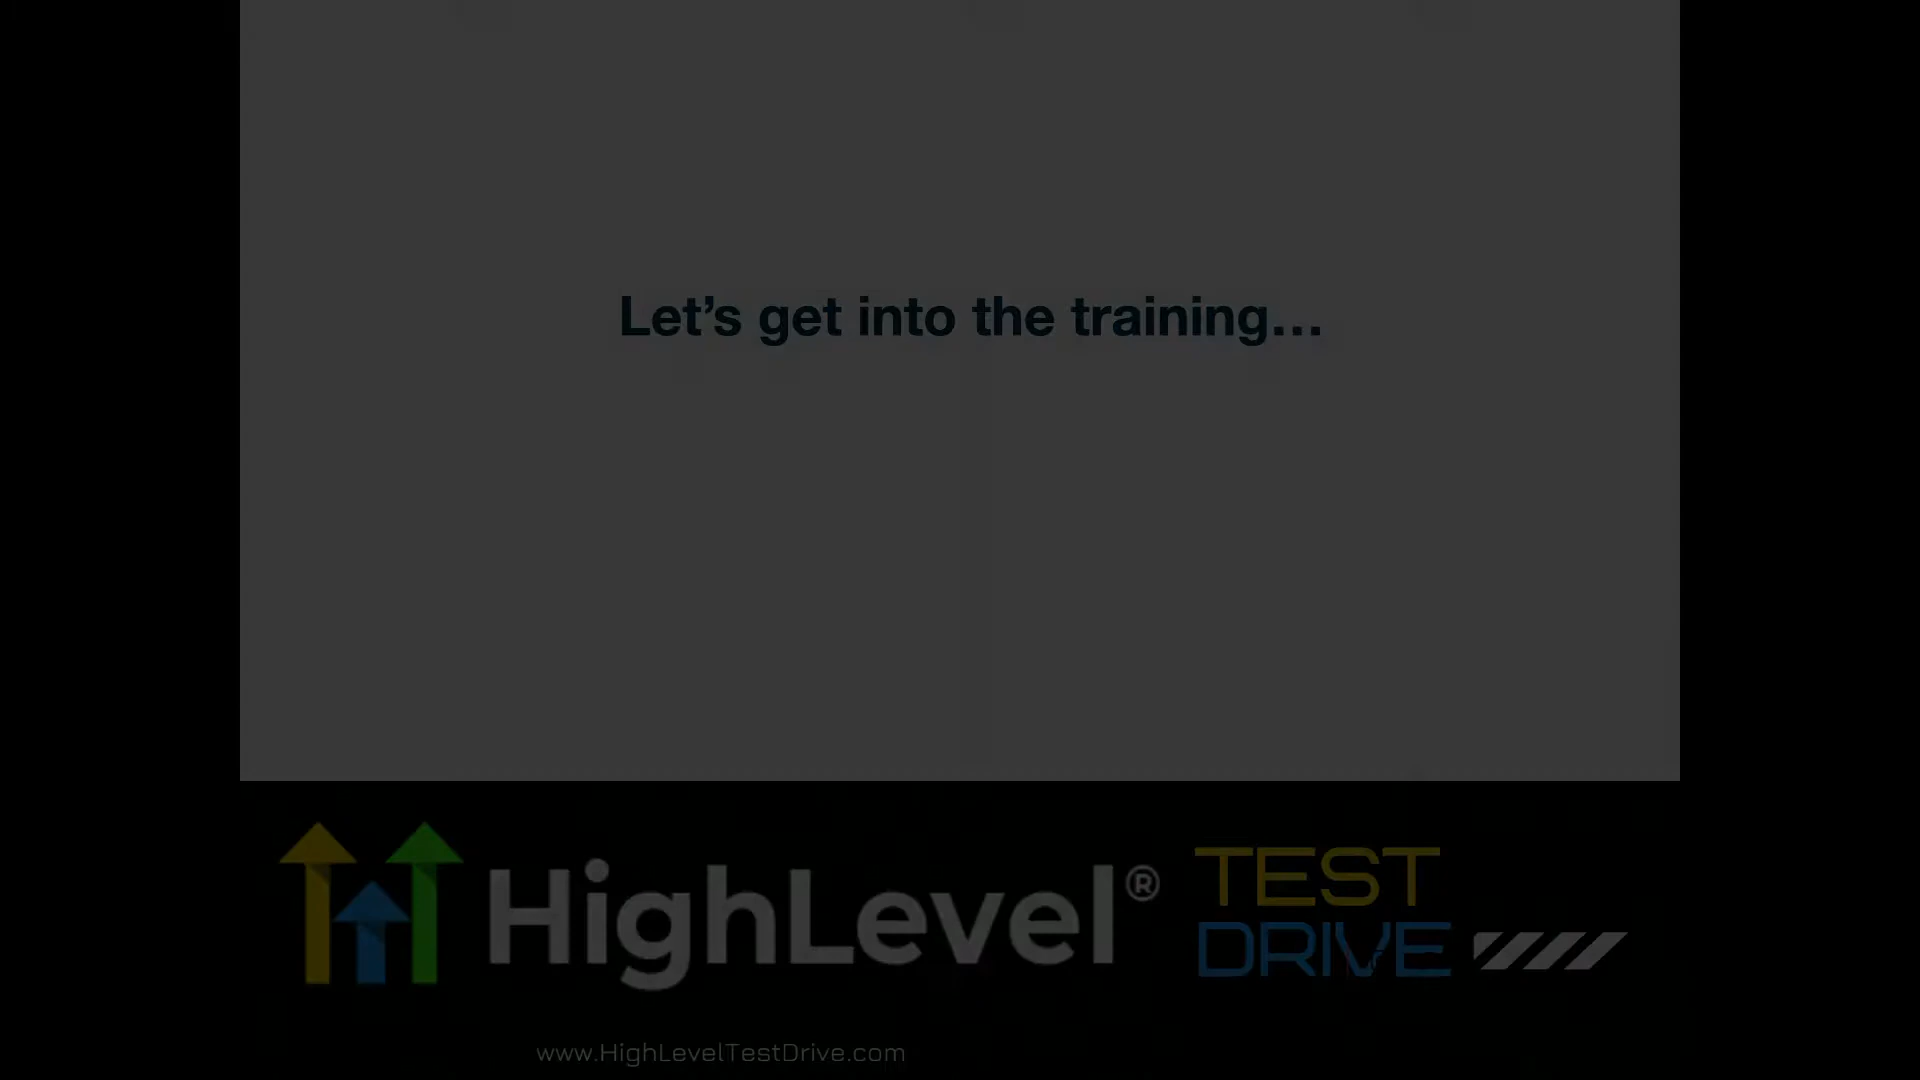 Let’s get into the training…
HighLevel®
TEST
DRIVE
www.HighLevelTestDrive.com